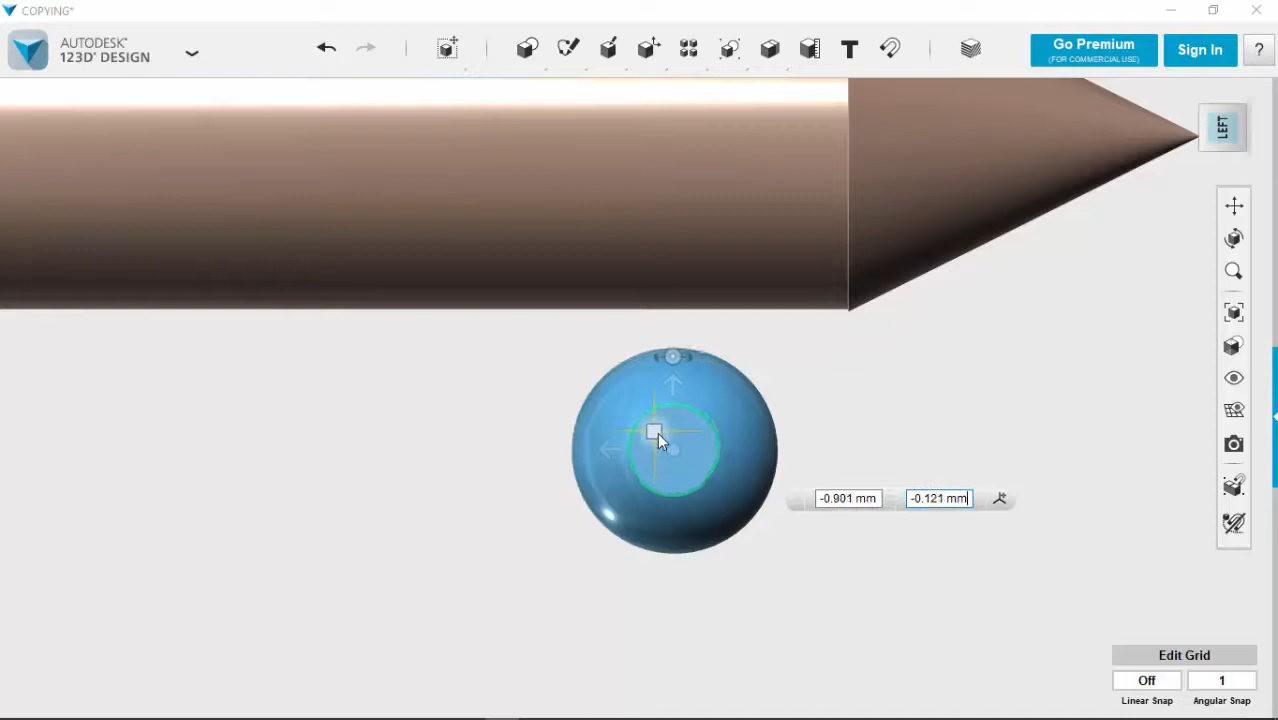 COPYING*
AUTODESK®
123D® DESIGN
Go Premium
(FOR COMMERCIAL USE)
Sign In
?
LEFT
-0.901 mm
-0.121 mm
Edit Grid
Off
1
Linear Snap
Angular Snap